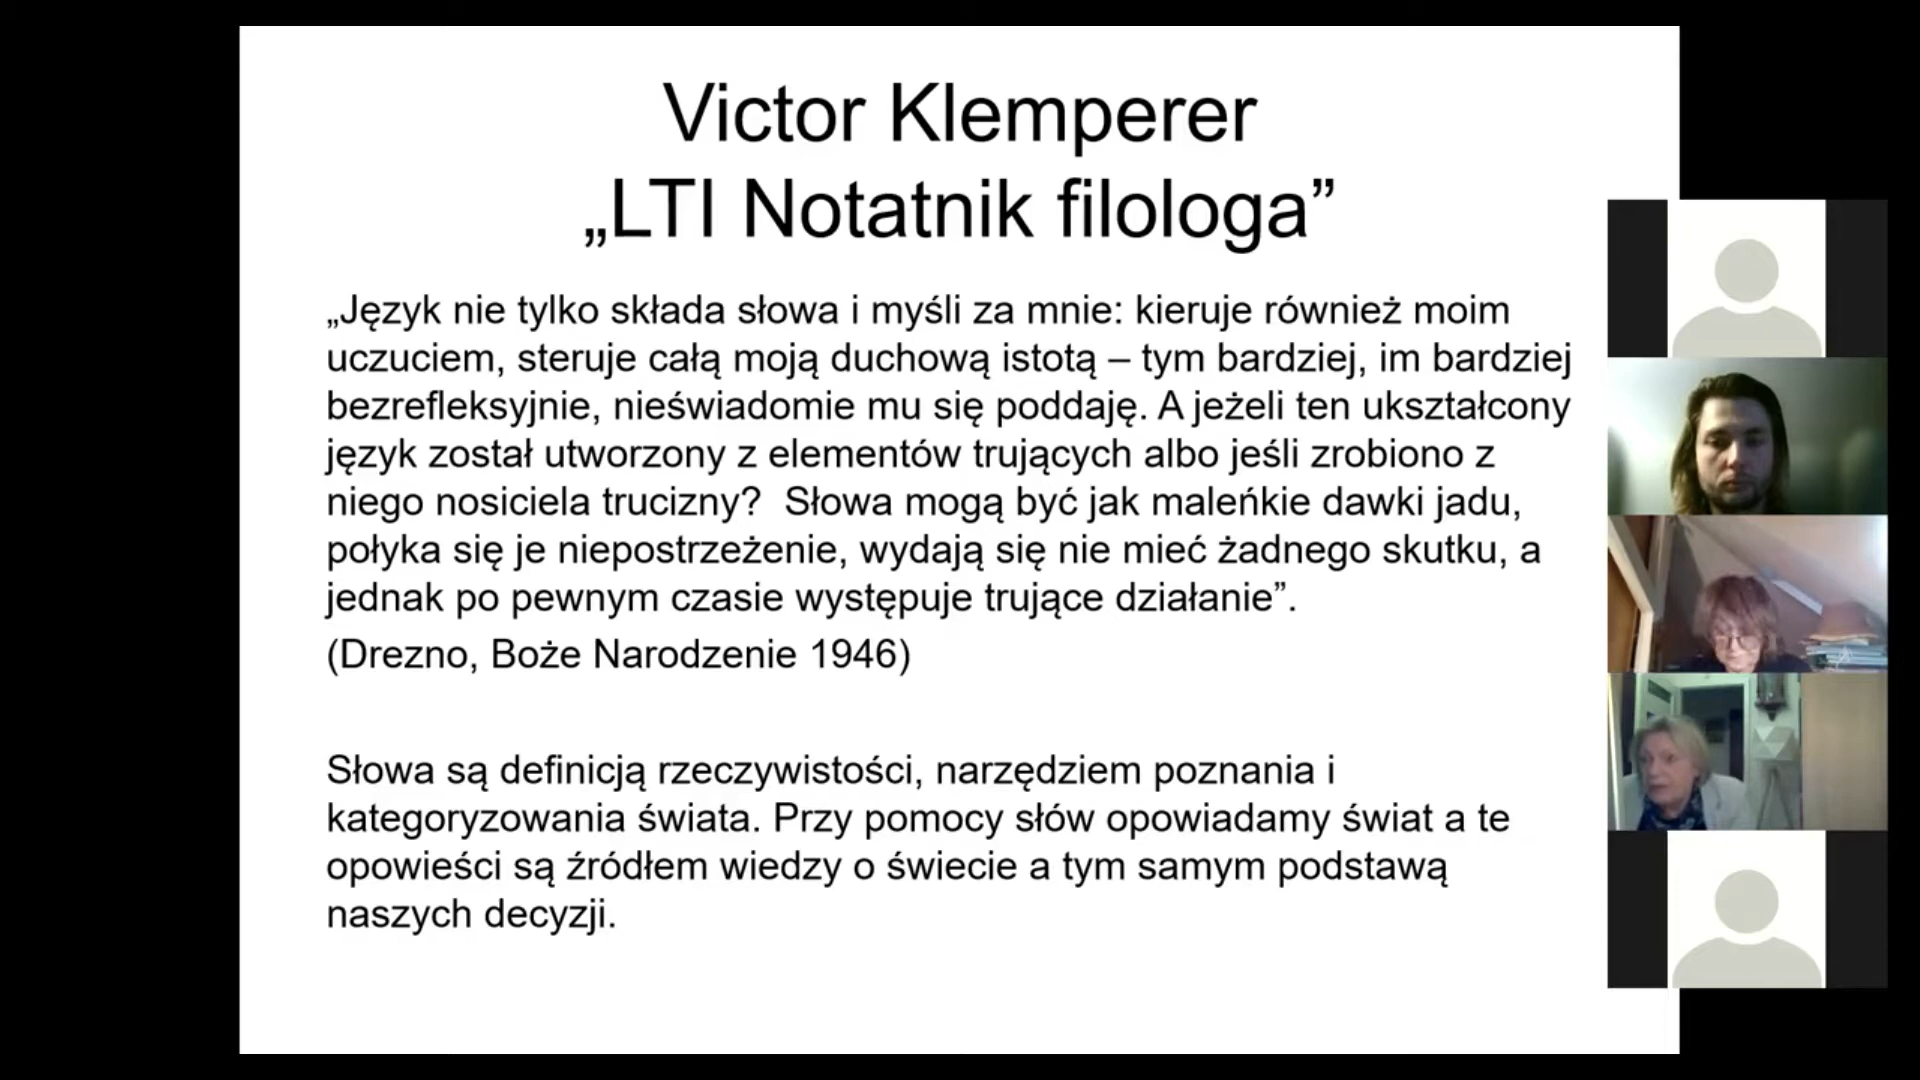 Victor Klemperer
„LTI Notatnik filologa”
„Język nie tylko składa słowa i myśli za mnie: kieruje również moim
uczuciem, steruje całą moją duchową istotą – tym bardziej, im bardziej
bezrefleksyjnie, nieświadomie mu się poddaję. A jeżeli ten ukształcony
język został utworzony z elementów trujących albo jeśli zrobiono z
niego nosiciela trucizny?  Słowa mogą być jak maleńkie dawki jadu,
połyka się je niepostrzeżenie, wydają się nie mieć żadnego skutku, a
jednak po pewnym czasie występuje trujące działanie”.
(Drezno, Boże Narodzenie 1946)
Słowa są definicją rzeczywistości, narzędziem poznania i
kategoryzowania świata. Przy pomocy słów opowiadamy świat a te
opowieści są źródłem wiedzy o świecie a tym samym podstawą
naszych decyzji.